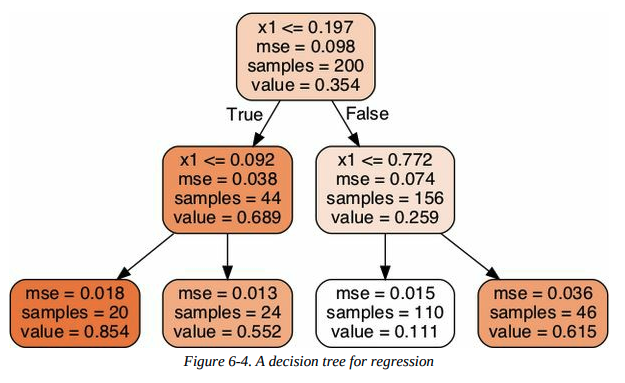 x1 <= 0.197
mse = 0.098
samples = 200
value = 0.354
True
False
x1 <= 0.092
mse = 0.038
samples = 44
value = 0.689
x1 <= 0.772
mse = 0.074
samples = 156
value = 0.259
mse = 0.018
samples = 20
value = 0.854
mse = 0.013
samples = 24
value = 0.552
mse = 0.015
samples = 110
value = 0.111
mse = 0.036
samples = 46
value = 0.615
Figure 6-4. A decision tree for regression